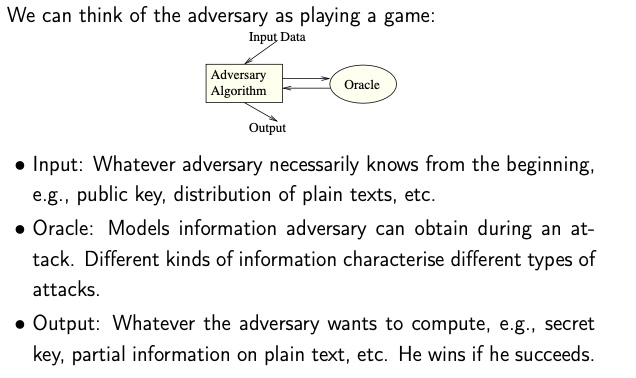 We can think of the adversary as playing a game:
Input Data
Adversary
Algorithm
Oracle
Output
• Input: Whatever adversary necessarily knows from the beginning,
e.g., public key, distribution of plain texts, etc.
• Oracle: Models information adversary can obtain during an at-
tack. Different kinds of information characterise different types of
attacks.
• Output: Whatever the adversary wants to compute, e.g., secret
key, partial information on plain text, etc. He wins if he succeeds.